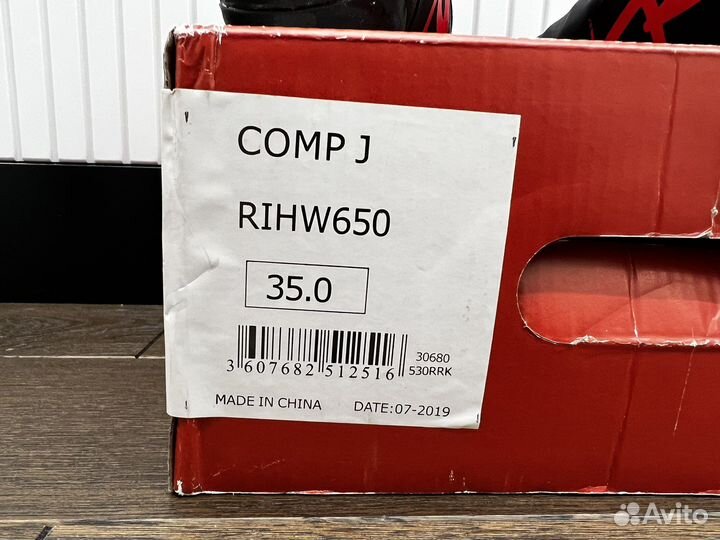 COMP J
RIHW650
35.0
30680
3 607682 512516 530RRK
MADE IN CHINA DATE:07-2019
Avito